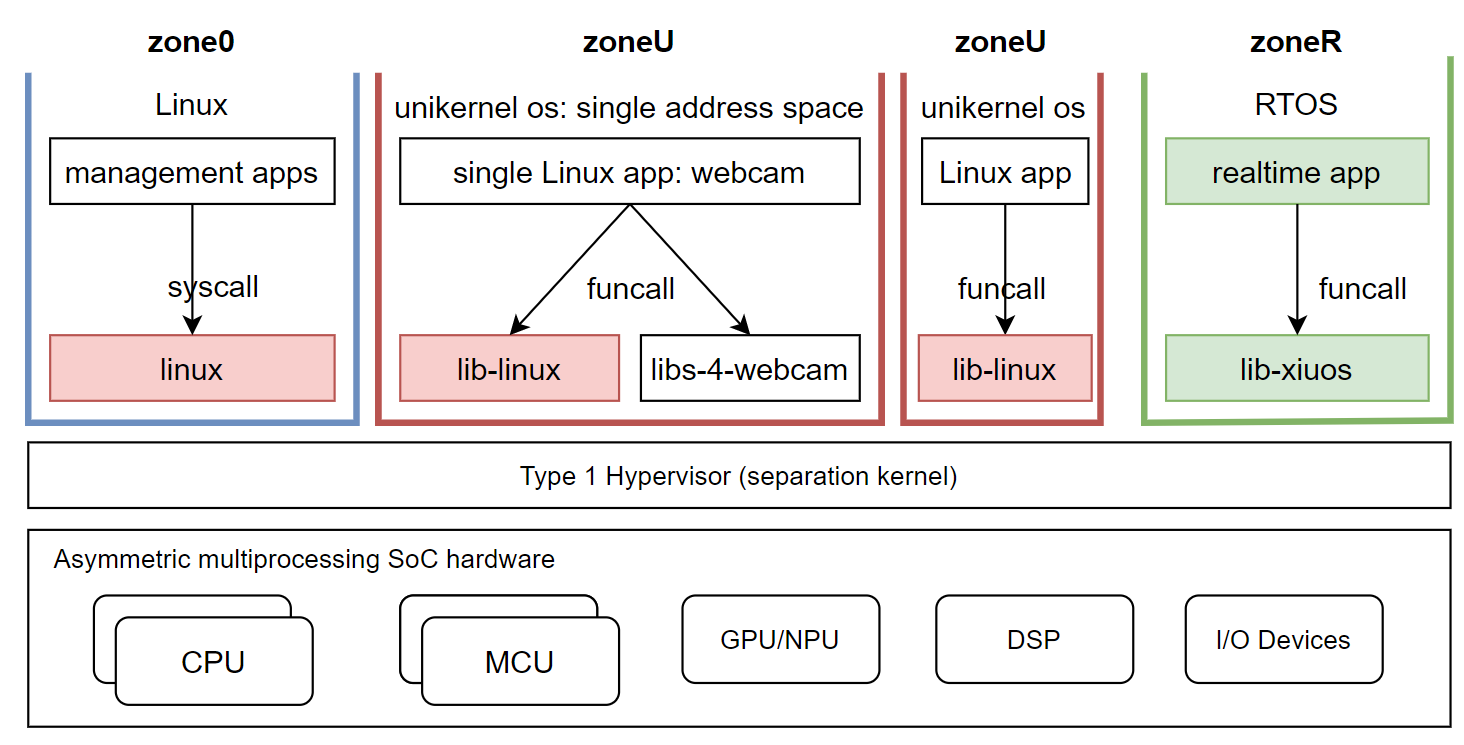 zone0
zoneU
zoneU
zoneR
Linux
unikernel os: single address space
unikernel os
RTOS
management apps
single Linux app: webcam
Linux app
realtime app
syscall
funcall
funcall
funcall
linux
lib-linux
libs-4-webcam
lib-linux
lib-xiuos
Type 1 Hypervisor (separation kernel)
Asymmetric multiprocessing SoC hardware
CPU
MCU
GPU/NPU
DSP
I/O Devices